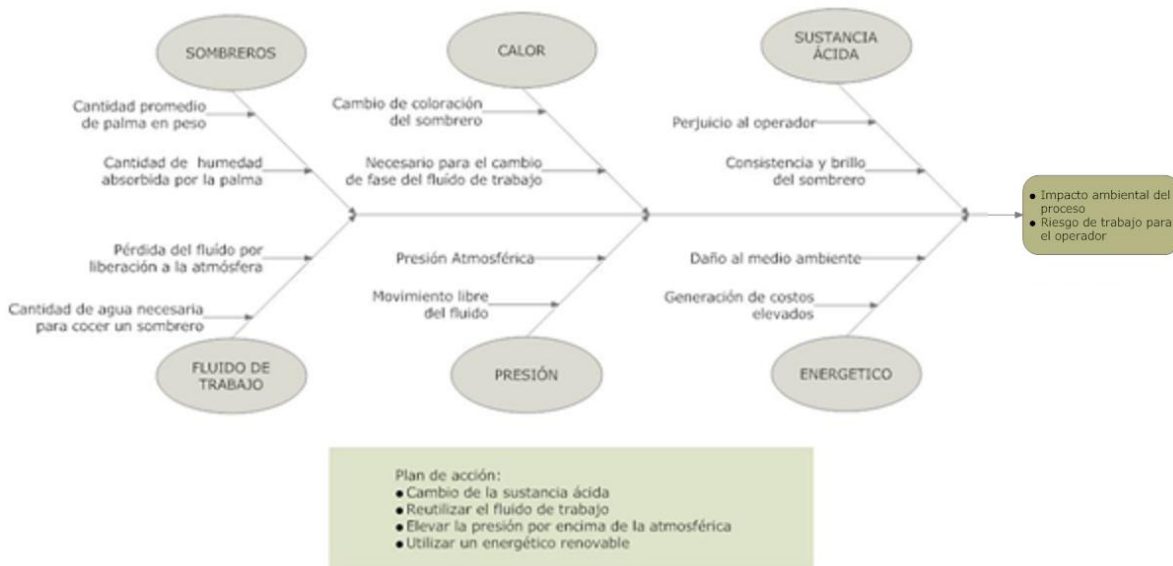 SOMBREROS
CALOR
SUSTANCIA
ÁCIDA
Cantidad promedio
de palma en peso
Cantidad de humedad
absorbida por la palma
Cambio de coloración
del sombrero
Necesario para el cambio
de fase del fluído de trabajo
Perjuicio al operador
Consistencia y brillo
del sombrero
● Impacto ambiental del
proceso
● Riesgo de trabajo para
el operador
Pérdida del fluído por
liberación a la atmósfera
Cantidad de agua necesaria
para cocer un sombrero
Presión Atmosférica
Movimiento libre
del fluido
Daño al medio ambiente
Generación de costos
elevados
FLUIDO DE
TRABAJO
PRESIÓN
ENERGETICO
Plan de acción:
● Cambio de la sustancia ácida
● Reutilizar el fluido de trabajo
● Elevar la presión por encima de la atmosférica
● Utilizar un energético renovable